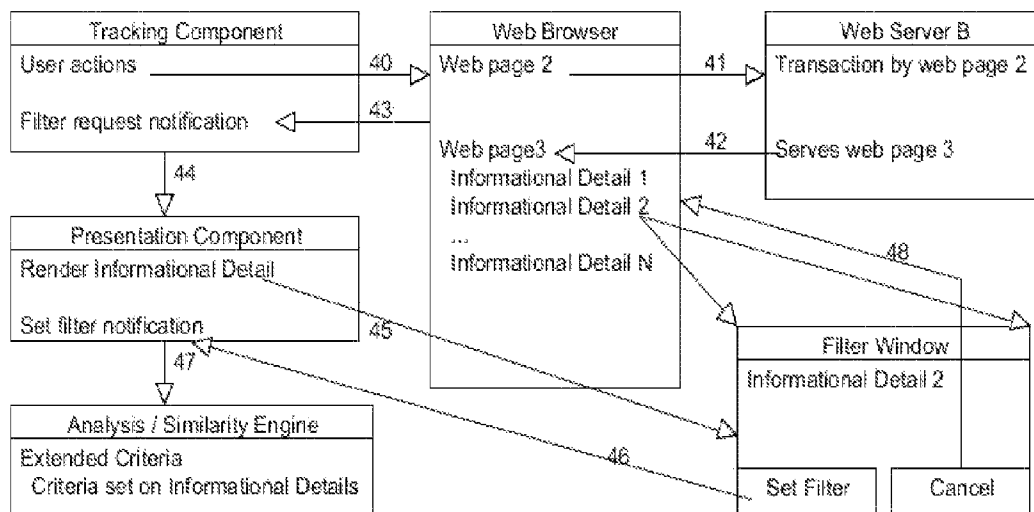 Tracking Component
User actions
Filter request notification
40
43
44
Web Browser
Web page 2
Web page3
Informational Detail 1
Informational Detail 2
...
Informational Detail N
41
42
Web Server B
Transaction by web page 2
Serves web page 3
Presentation Component
Render Informational Detail
Set filter notification
45
47
48
46
Filter Window
Informational Detail 2
Set Filter
Cancel
Analysis / Similarity Engine
Extended Criteria
Criteria set on Informational Details